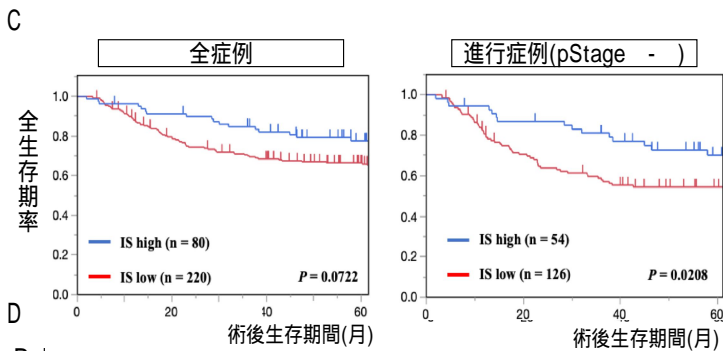 C
全症例
1.0
0.8
0.6
0.4
0.2
0.0
0
20
40
60
全生存期率
IS high (n = 80)
IS low (n = 220)
P = 0.0722
術後生存期間(月)
進行症例(pStage - )
1.0
0.8
0.6
0.4
0.2
0.0
0
20
40
60
IS high (n = 54)
IS low (n = 126)
P = 0.0208
術後生存期間(月)
D